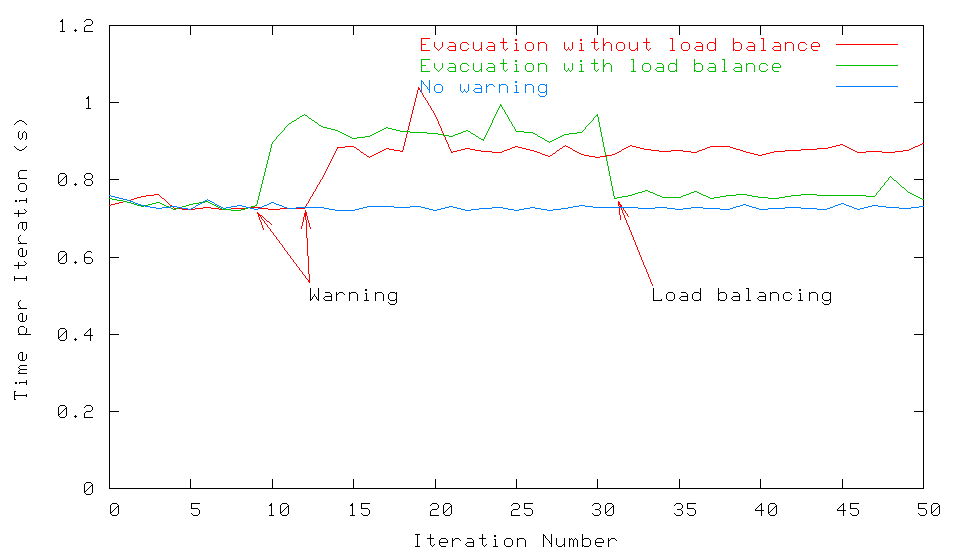 1.2
1
0.8
0.6
0.4
0.2
0
Time per Iteration (s)
Evacuation without load balance
Evacuation with load balance
No warning
Warning
Load balancing
0 5 10 15 20 25 30 35 40 45 50
Iteration Number